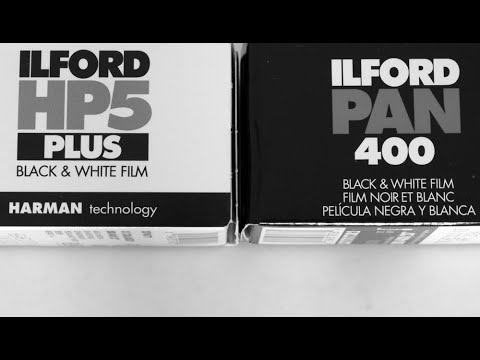 ILFORD
HP5
PLUS
BLACK & WHITE FILM
HARMAN technology
ILFORD
PAN
400
BLACK & WHITE FILM
FILM NOIR ET BLANC
PELÍCULA NEGRA Y BLANCA